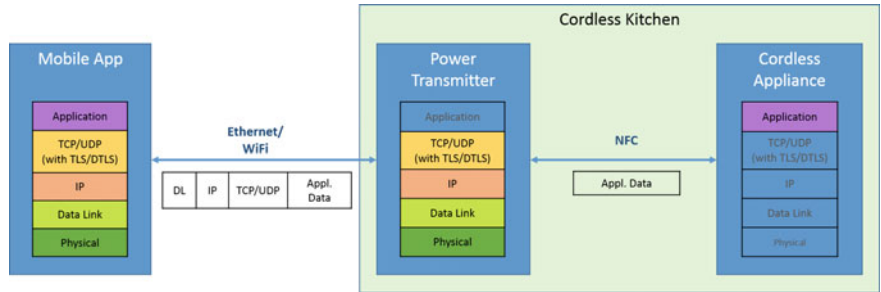 Cordless Kitchen
Mobile App
Application
TCP/UDP
(with TLS/DTLS)
IP
Data Link
Physical
Ethernet/
WiFi
DL IP TCP/UDP Appl.
Data
Power
Transmitter
Application
TCP/UDP
(with TLS/DTLS)
IP
Data Link
Physical
NFC
Appl. Data
Cordless
Appliance
Application
TCP/UDP
(with TLS/DTLS)
IP
Data Link
Physical